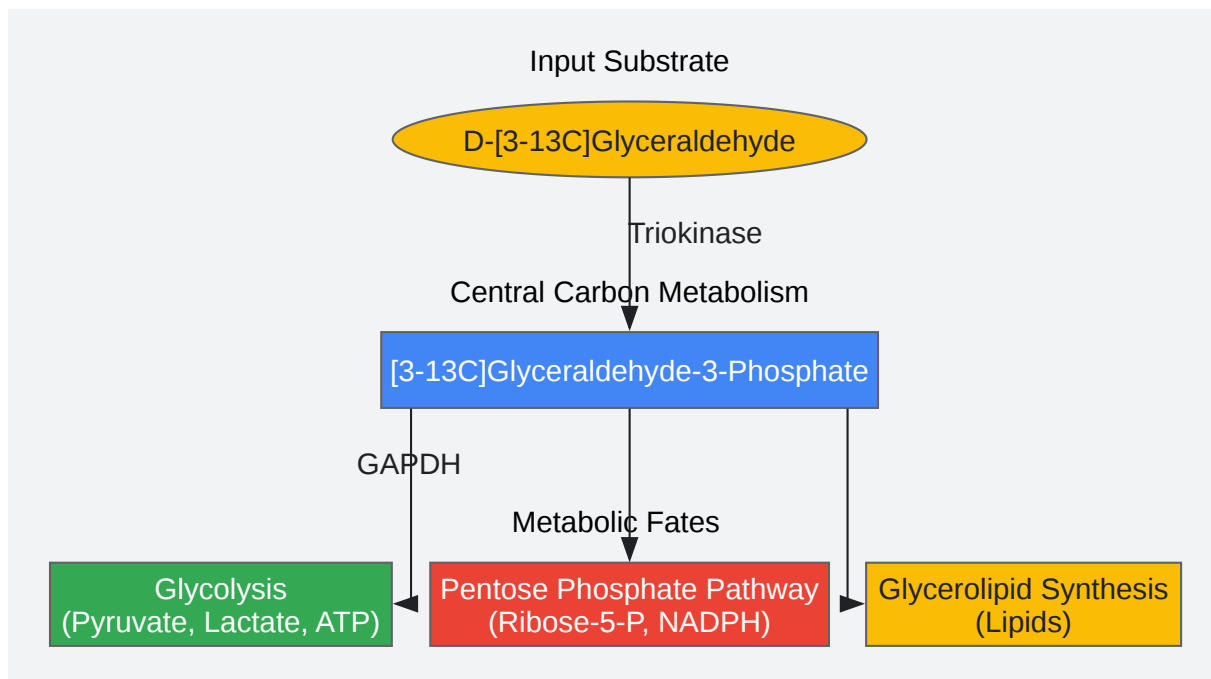 Input Substrate
D-[3-13C]Glyceraldehyde
Triokinase
Central Carbon Metabolism
[3-13C]Glyceraldehyde-3-Phosphate
GAPDH
Metabolic Fates
Glycolysis
(Pyruvate, Lactate, ATP)
Pentose Phosphate Pathway
(Ribose-5-P, NADPH)
Glycerolipid Synthesis
(Lipids)